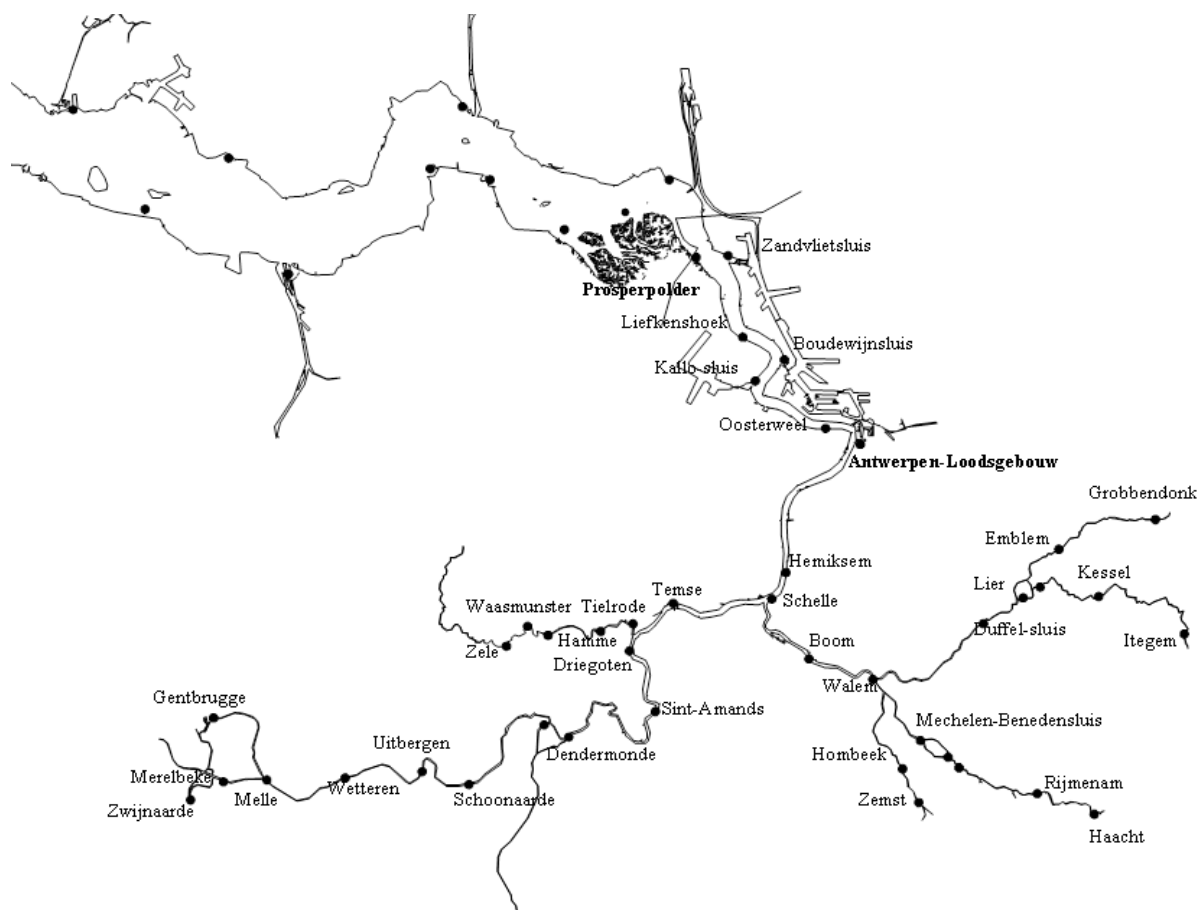 Zandvlietsluis
Prosperpolder
Liefkenshoek
Boudewijnsluis
Kallo-sluis
Oosterweel
Antwerpen-Loodsgebouw
Grobbendonk
Emblem
Hemiksem
Kessel
Lier
Temse
Schelle
Waasmunster
Tielrode
Duffel-sluis
Itegem
Hamme
Boom
Zele
Driegoten
Walem
Gentbrugge
Sint-Amands
Mechelen-Benedensluis
Uitbergen
Dendermonde
Hombeek
Merelbeke
Wetteren
Rijmenam
Melle
Schoonaarde
Zemst
Zwijnaarde
Haacht